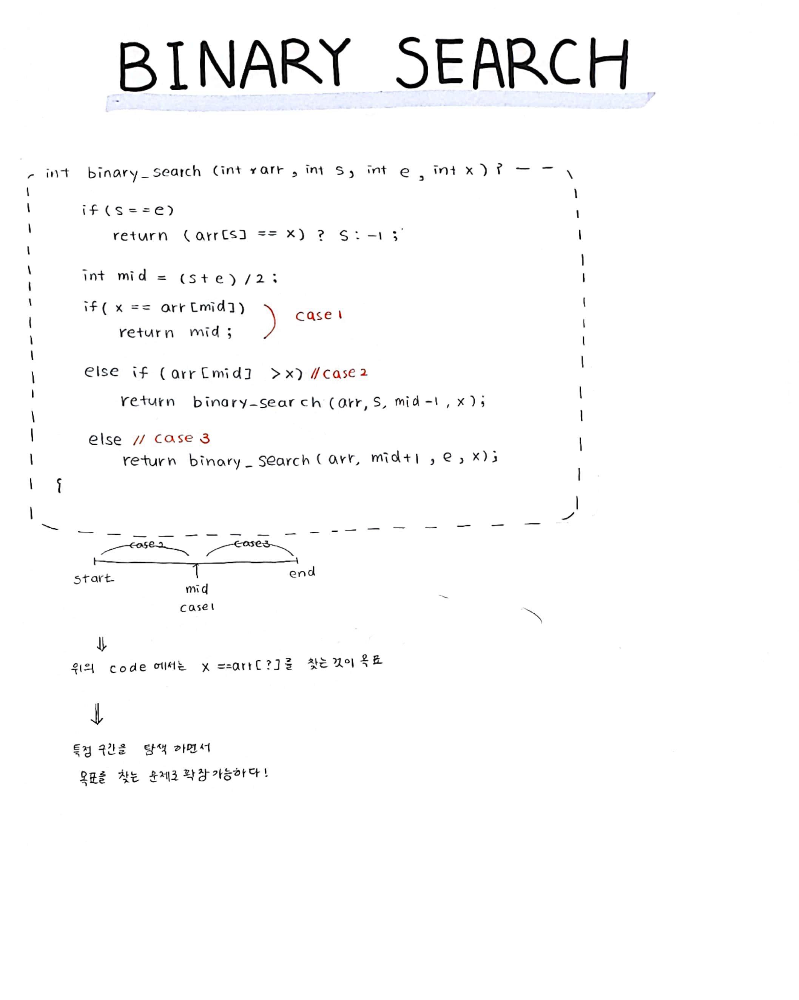 BINARY SEARCH
int binary_search (int *arr, int s, int e, int x) {
if (s==e)
return (arr[s] == x) ? s : -1;
int mid = (s+e)/2;
if( x == arr[mid])
return mid;
case 1
else if (arr[mid] >x) //case 2
return binary_search(arr, s, mid-1, x);
else // case 3
return binary_search(arr, mid+1, e, x);
}
case2 case3
start end
mid
case1
⇓
위의 code 에서는 x ==arr[?]를 찾는 것이 목표
⇓
특정 구간을 탐색 하면서
목표를 찾는 문제로 확장 가능하다!